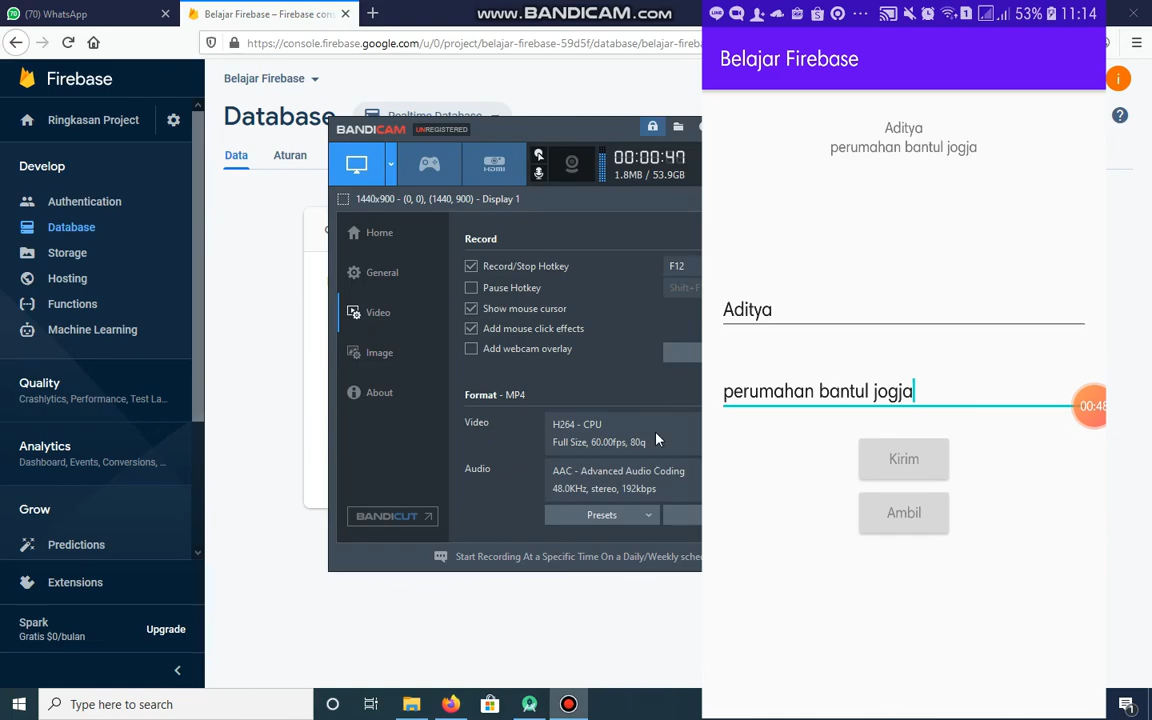 (70) WhatsApp
Belajar Firebase – Firebase cons
www.BANDICAM.com
53% 11:14
https://console.firebase.google.com/u/0/project/belajar-firebase-59d5f/database/belajar-fireba
Firebase
Ringkasan Project
Develop
Authentication
Database
Storage
Hosting
Functions
Machine Learning
Quality
Crashlytics, Performance, Test La...
Analytics
Dashboard, Events, Conversions, ...
Grow
Predictions
Extensions
Spark
Gratis $0/bulan
Upgrade
Belajar Firebase
Database
Realtime Database
Data
Aturan
BANDICAM UNREGISTERED
00:00:47
1.8MB / 53.9GB
1440x900 - (0, 0), (1440, 900) - Display 1
Home
General
Video
Image
About
BANDICUT
Record
Record/Stop Hotkey
F12
Pause Hotkey
Shift+F
Show mouse cursor
Add mouse click effects
Add webcam overlay
Format - MP4
Video
H264 - CPU
Full Size, 60.00fps, 80q
Audio
AAC - Advanced Audio Coding
48.0KHz, stereo, 192kbps
Presets
Start Recording At a Specific Time On a Daily/Weekly sche
Belajar Firebase
Aditya
perumahan bantul jogja
Aditya
perumahan bantul jogja
00:48
Kirim
Ambil
Type here to search